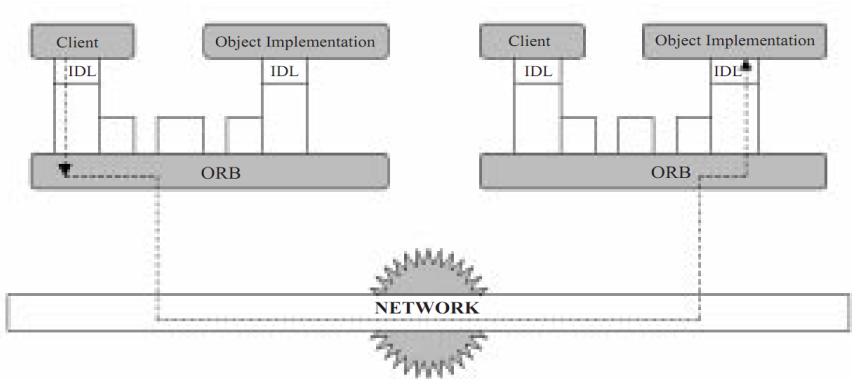 Client
Object Implementation
Client
Object Implementation
IDL
IDL
IDL
IDL
ORB
ORB
NETWORK